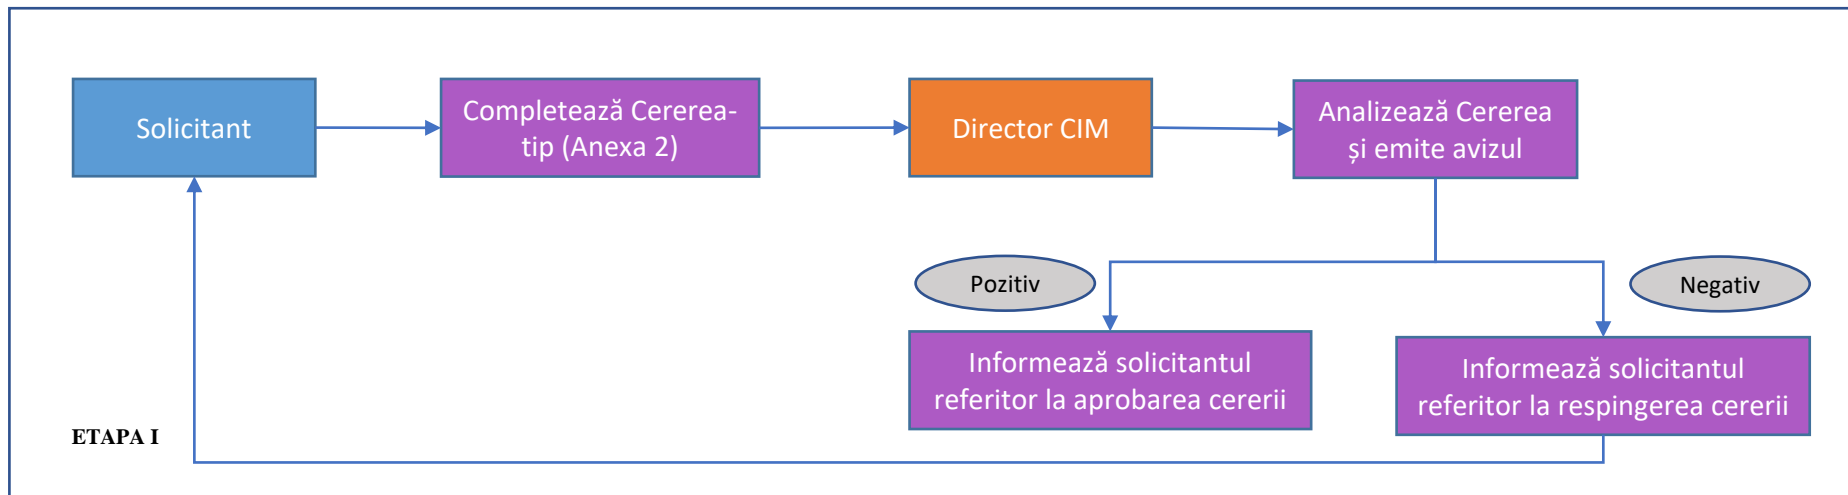 Solicitant
Completează Cererea-
tip (Anexa 2)
Director CIM
Analizează Cererea
și emite avizul
Pozitiv
Negativ
Informează solicitantul
referitor la aprobarea cererii
Informează solicitantul
referitor la respingerea cererii
ETAPA I